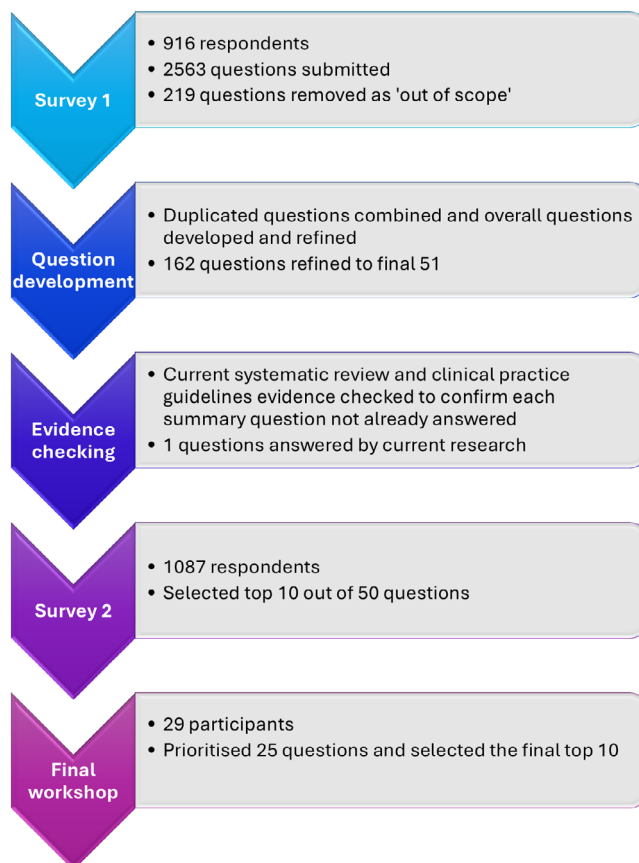 Survey 1
• 916 respondents
• 2563 questions submitted
• 219 questions removed as 'out of scope'
Question
development
• Duplicated questions combined and overall questions
developed and refined
• 162 questions refined to final 51
Evidence
checking
• Current systematic review and clinical practice
guidelines evidence checked to confirm each
summary question not already answered
• 1 questions answered by current research
Survey 2
• 1087 respondents
• Selected top 10 out of 50 questions
Final
workshop
• 29 participants
• Prioritised 25 questions and selected the final top 10